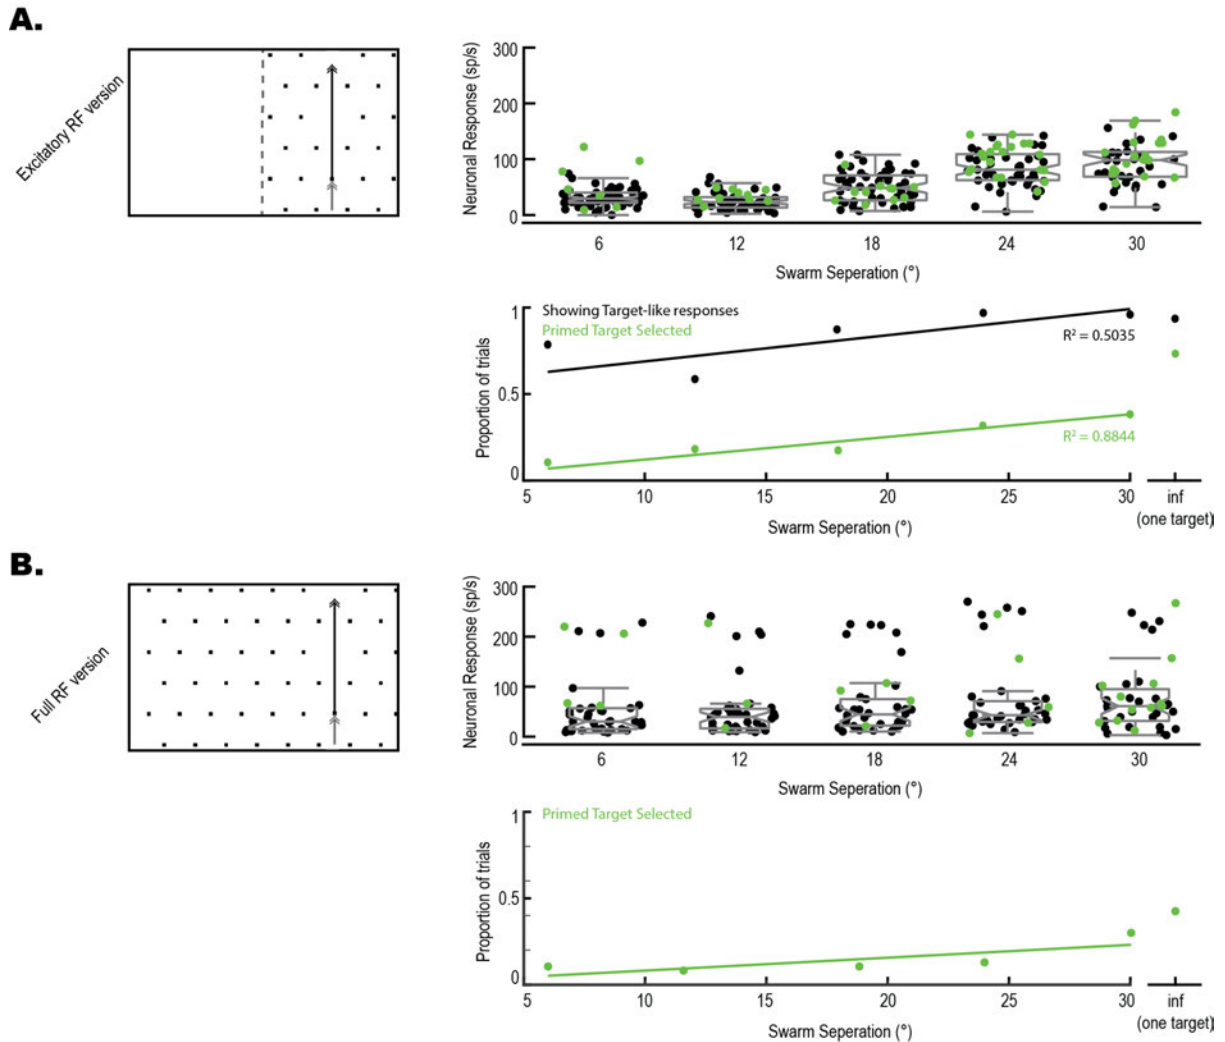 A.
Excitatory RF version
Neuronal Response (sp/s)
300
200
100
0
6 12 18 24 30
Swarm Seperation (°)
Proportion of trials
1
0.5
0
Showing Target-like responses
Primed Target Selected
R² = 0.5035
R² = 0.8844
5 10 15 20 25 30 inf
(one target)
Swarm Seperation (°)
B.
Full RF version
Neuronal Response (sp/s)
300
200
100
0
6 12 18 24 30
Swarm Seperation (°)
Proportion of trials
1
0.5
0
Primed Target Selected
5 10 15 20 25 30 inf
(one target)
Swarm Seperation (°)